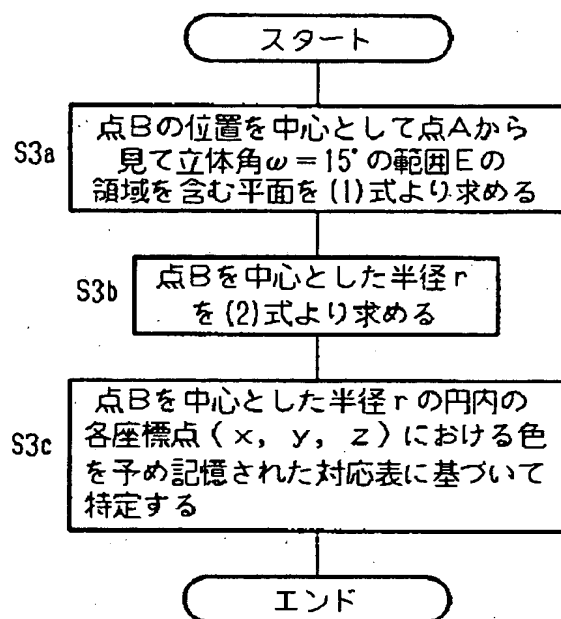 スタート
S3a
点Bの位置を中心として点Aから
見て立体角ω=15°の範囲Eの
領域を含む平面を(1)式より求める
S3b
点Bを中心とした半径r
を(2)式より求める
S3c
点Bを中心とした半径rの円内の
各座標点(x, y, z)における色
を予め記憶された対応表に基づいて
特定する
エンド